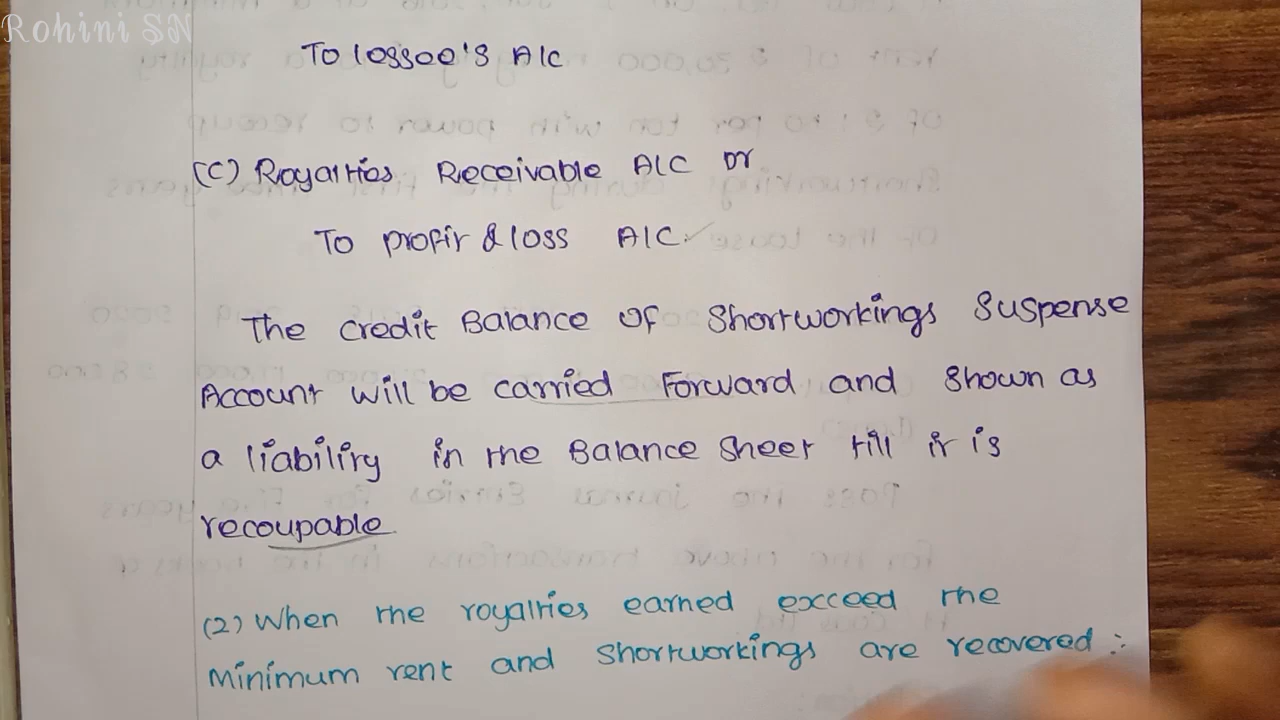 Rohini SN
To lessee's A/c
(C) Royalties Receivable A/C Dr
To profit & loss A/C.
The credit Balance of Shortworkings Suspense
Account will be carried Forward and shown as
a liability in the Balance sheet till it is
recoupable
(2) When the royalties earned exceed the
Minimum rent and shortworkings are recovered :-